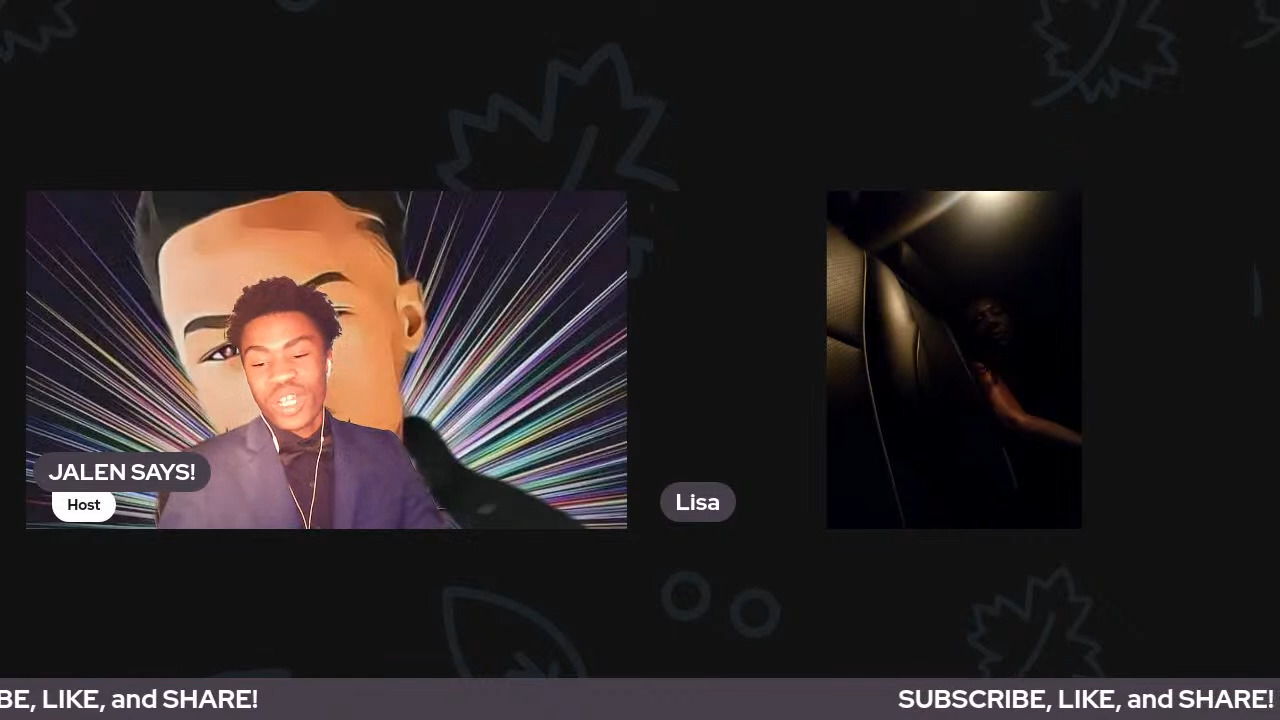 JALEN SAYS!
Host
Lisa
BE, LIKE, and SHARE!
SUBSCRIBE, LIKE, and SHARE!